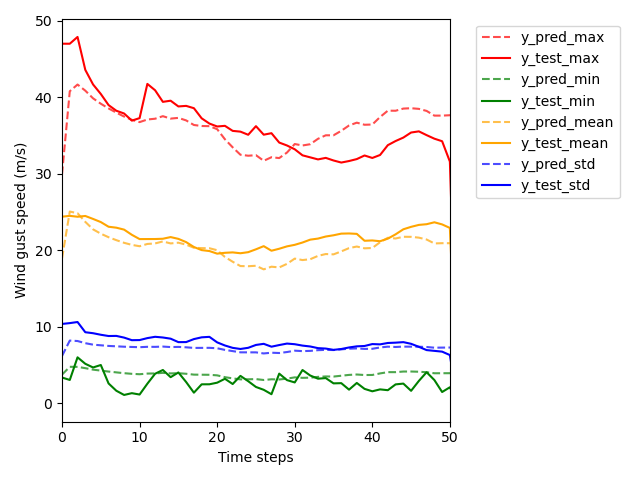 50
40
30
20
10
0
Wind gust speed (m/s)
0 10 20 30 40 50
Time steps
y_pred_max
y_test_max
y_pred_min
y_test_min
y_pred_mean
y_test_mean
y_pred_std
y_test_std